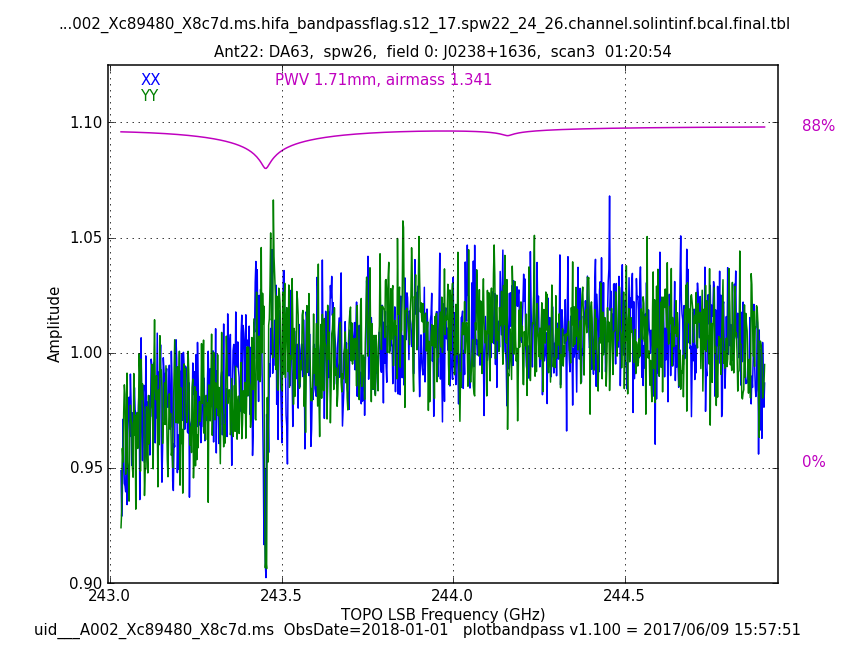 ...002_Xc89480_X8c7d.ms.hifa_bandpassflag.s12_17.spw22_24_26.channel.solintinf.bcal.final.tbl
Ant22: DA63,  spw26,  field 0: J0238+1636,  scan3  01:20:54
XX
PWV 1.71mm, airmass 1.341
YY
1.10
88%
1.05
Amplitude
1.00
0.95
0%
0.90
243.0
243.5
244.0
244.5
TOPO LSB Frequency (GHz)
uid___A002_Xc89480_X8c7d.ms  ObsDate=2018-01-01   plotbandpass v1.100 = 2017/06/09 15:57:51